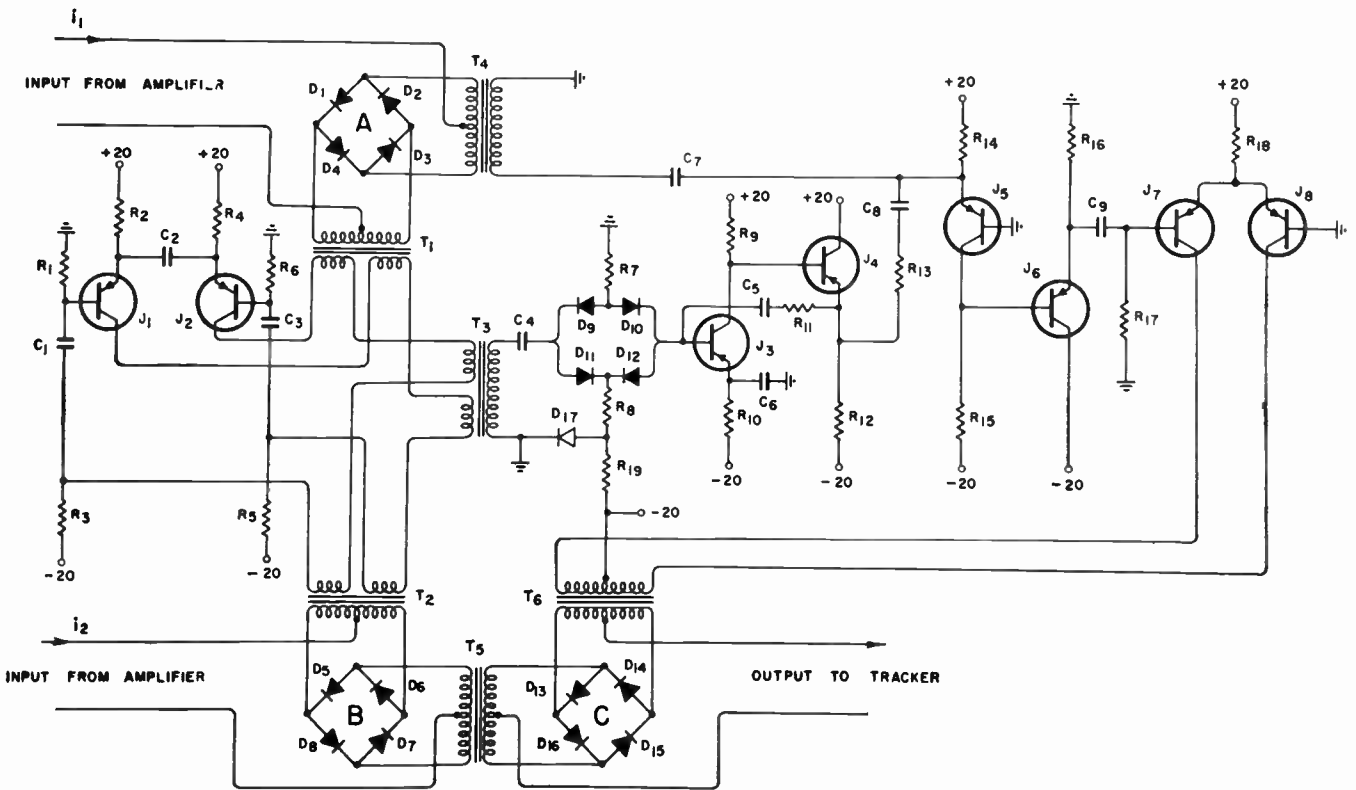 i1
INPUT FROM AMPLIFIER
+20
+20
R2
R4
R1
C2
R6
J1
J2
C3
C1
R3
-20
R5
-20
D1
D2
A
D4
D3
T4
T1
T3
C4
R7
D9
D10
D11
D12
R8
D17
R19
-20
C7
+20
R9
+20
J4
C5
R11
J3
C6
R10
-20
R12
-20
C8
R13
+20
R14
J5
R15
-20
R16
J6
-20
C9
R17
+20
R18
J7
J8
T2
T6
i2
INPUT FROM AMPLIFIER
D5
D6
B
D8
D7
T5
D13
D14
C
D16
D15
OUTPUT TO TRACKER